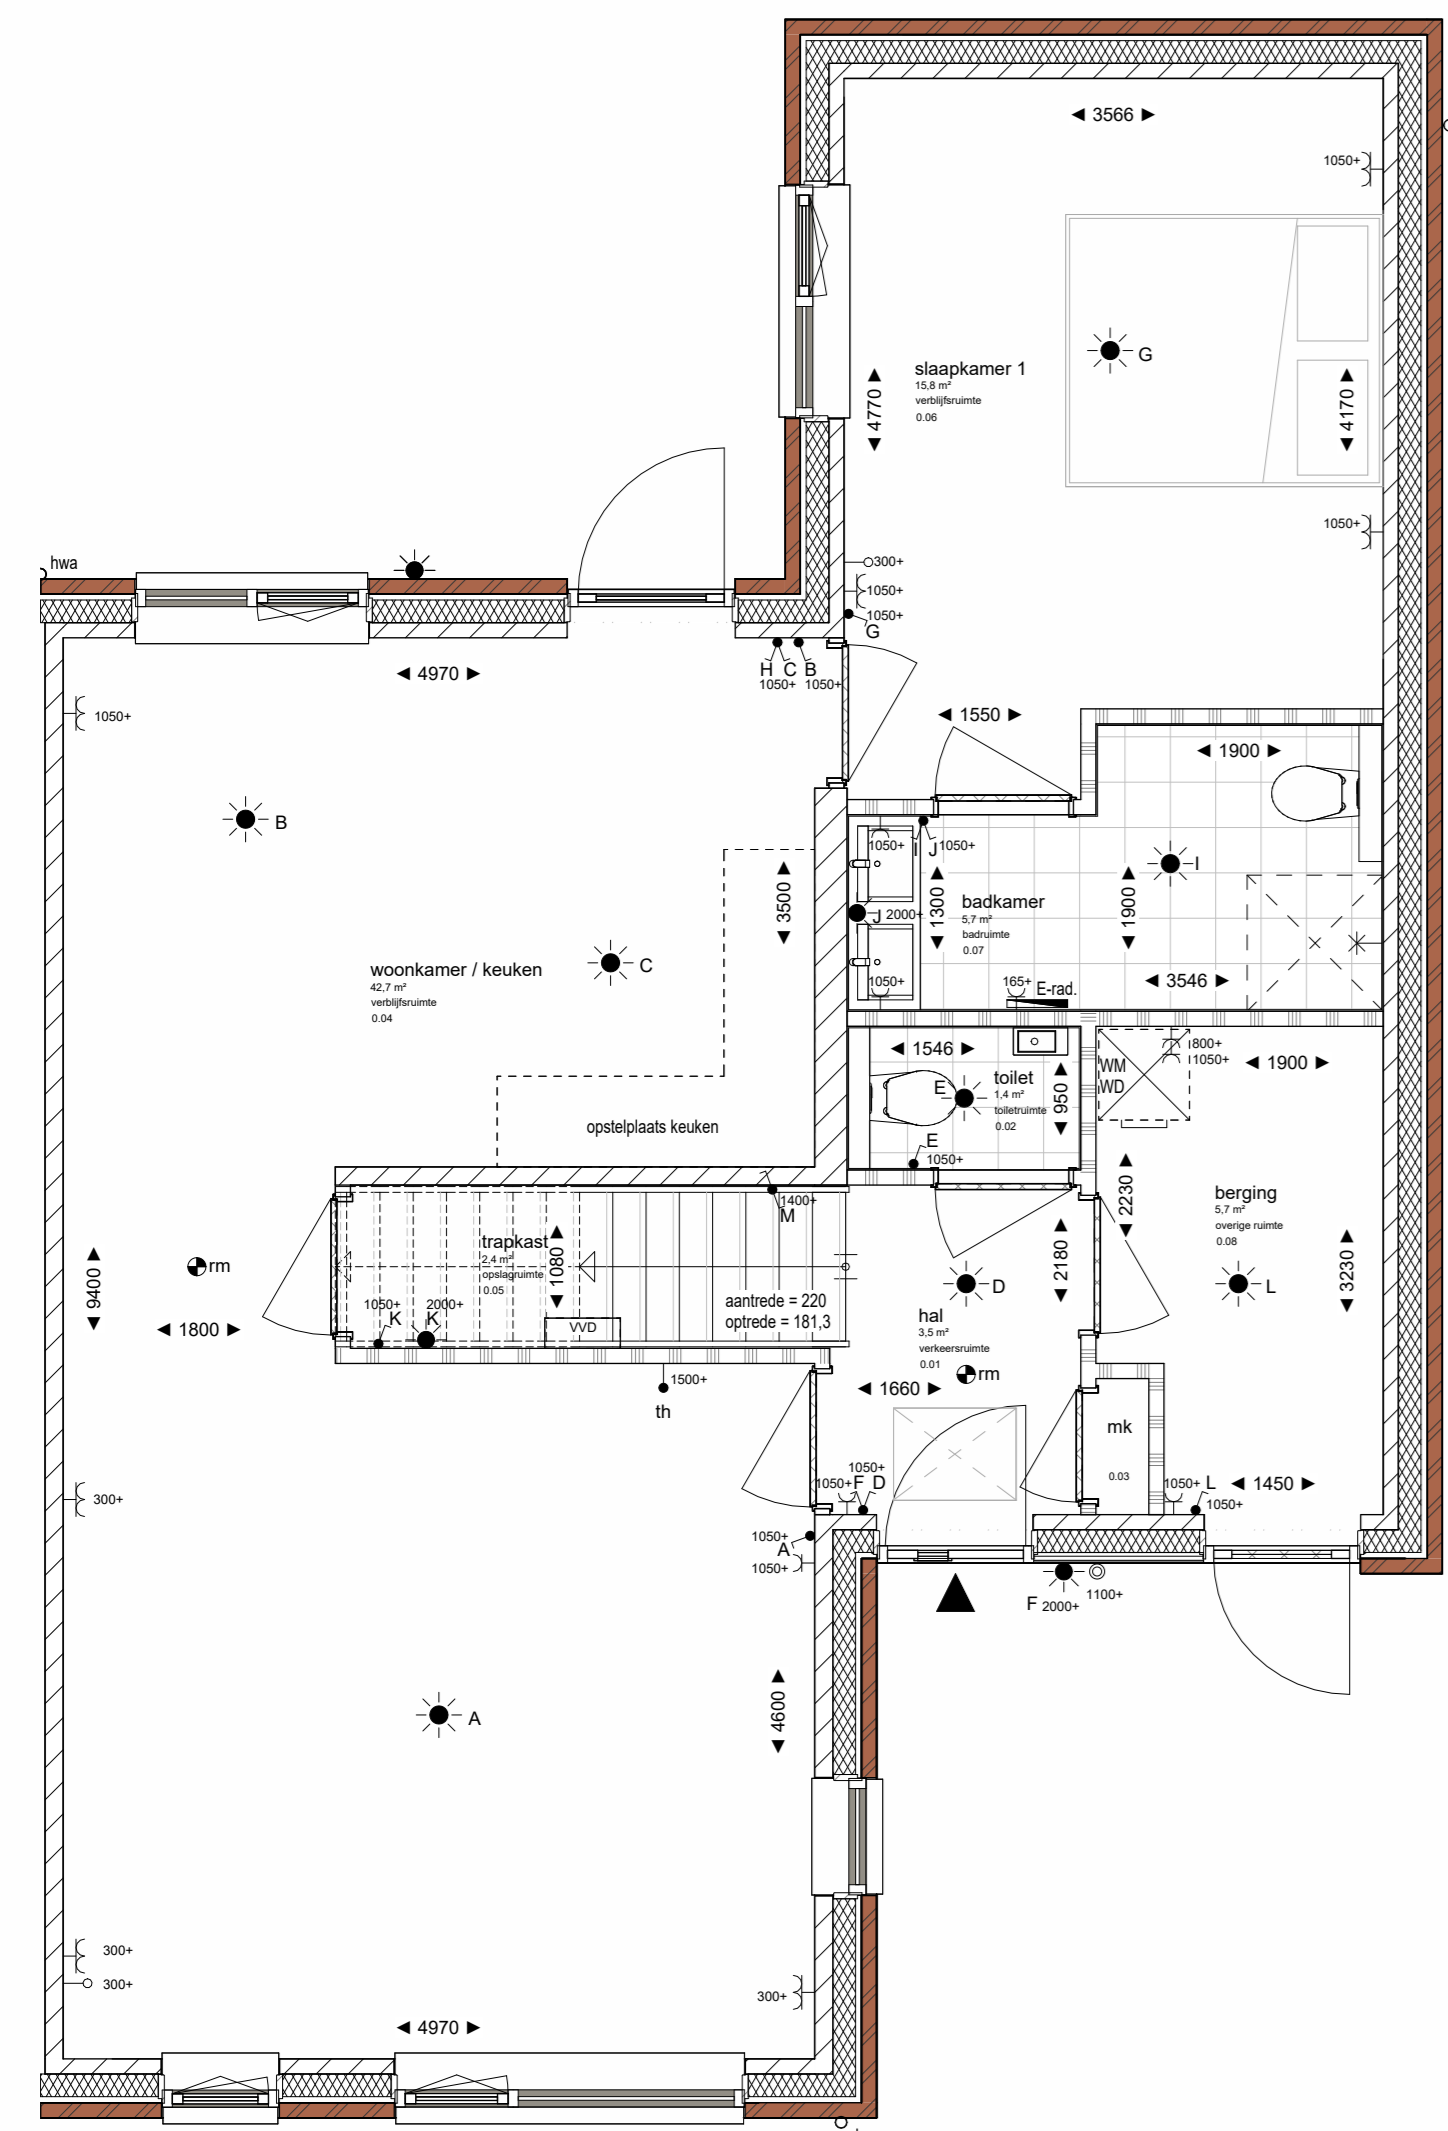 ◄ 3566 ►
1050+
G
slaapkamer 1
15,8 m²
verblijfsruimte
0.06
◄ 4770 ►
◄ 4170 ►
1050+
hwa
300+
1050+
1050+
G
◄ 4970 ►
H C B
1050+ 1050+
1050+
◄ 1550 ►
◄ 1900 ►
B
1050+ I J 1050+
I
◄ 3500 ►
◄ 1300 ►
◄ 1900 ►
badkamer
5,7 m²
badruimte
0.07
J 2000+
woonkamer / keuken
42,7 m²
verblijfsruimte
0.04
C
1050+
165+
E-rad.
◄ 3546 ►
◄ 1546 ►
800+
1050+
◄ 1900 ►
WM
WD
E
toilet
1,4 m²
toiletruimte
0.02
◄ 950 ►
opstelplaats keuken
E
1050+
◄ 2230 ►
berging
5,7 m²
overige ruimte
0.08
1400+
M
trapkast
2,4 m²
opslagruimte
0.05
◄ 1080 ►
◄ 9400 ►
rm
◄ 1800 ►
◄ 2180 ►
◄ 3230 ►
D
L
aantrede = 220
optrede = 181,3
1050+
K
2000+
K
VVD
hal
3,5 m²
verkeersruimte
0.01
rm
1500+
th
◄ 1660 ►
mk
0.03
1050+
1050+ F D
1050+ L
1050+
◄ 1450 ►
300+
1050+
A
1050+
F 2000+
1100+
◄ 4600 ►
A
300+
300+
300+
◄ 4970 ►